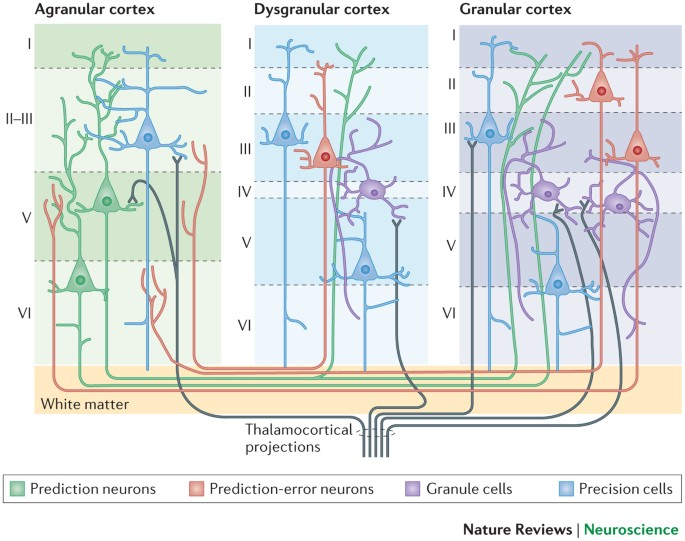 Agranular cortex
Dysgranular cortex
Granular cortex
I
II–III
V
VI
I
II
III
IV
V
VI
I
II
III
IV
V
VI
White matter
Thalamocortical
projections
Prediction neurons
Prediction-error neurons
Granule cells
Precision cells
Nature Reviews | Neuroscience